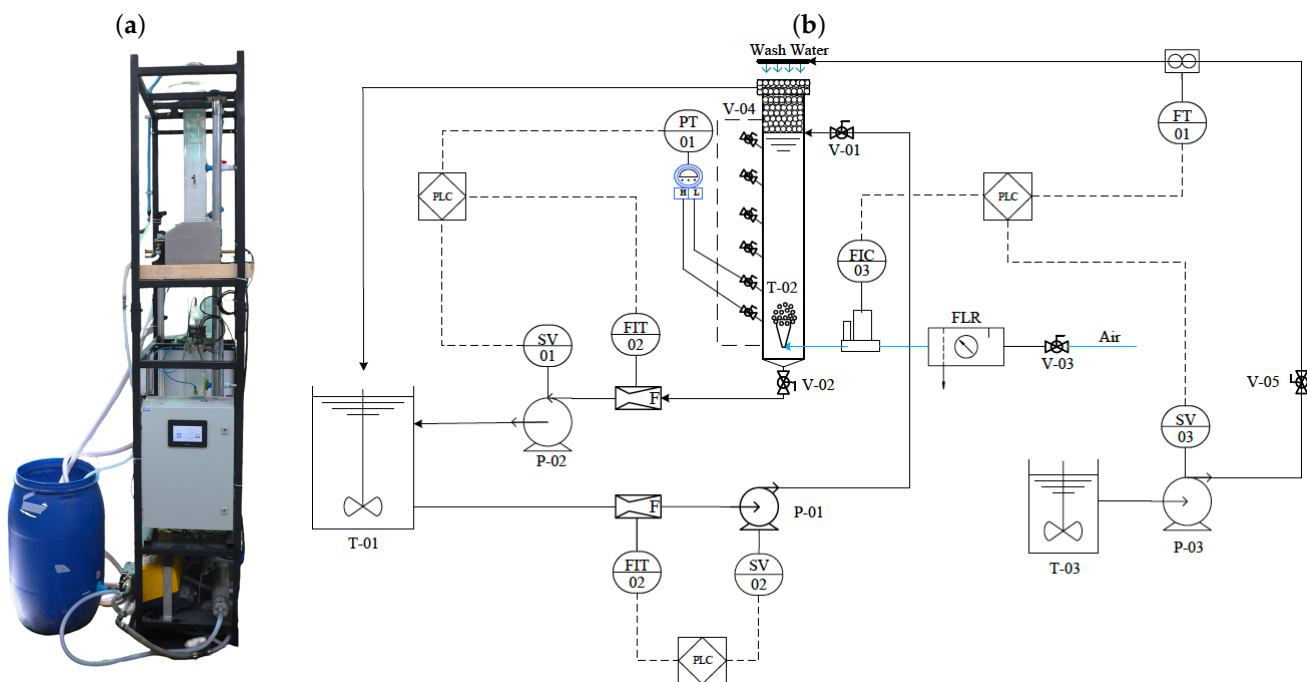 (a)
(b)
Wash Water
V-04
PT
01
H L
V-01
FT
01
PLC
PLC
FIC
03
T-02
FLR
Air
V-03
FIT
02
SV
01
V-02
V-05
F
P-02
SV
03
T-01
F
P-01
T-03
P-03
FIT
02
SV
02
PLC